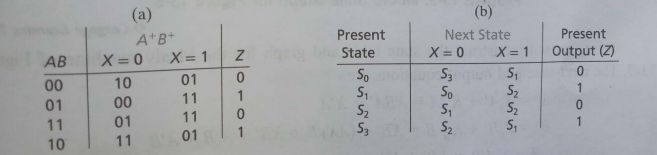 (a)
A⁺B⁺
AB X = 0 X = 1 Z
00 10 01 0
01 00 11 1
11 01 11 0
10 11 01 1
(b)
Present Next State Present
State X = 0 X = 1 Output (Z)
S₀ S₃ S₁ 0
S₁ S₀ S₂ 1
S₂ S₁ S₂ 0
S₃ S₂ S₁ 1